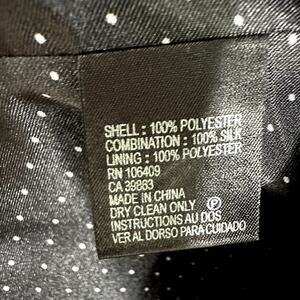 SHELL : 100% POLYESTER
COMBINATION : 100% SILK
LINING : 100% POLYESTER
RN 106409
CA 39883
MADE IN CHINA
DRY CLEAN ONLY Ⓟ
INSTRUCTIONS AU DOS
VER AL DORSO PARA CUIDADO